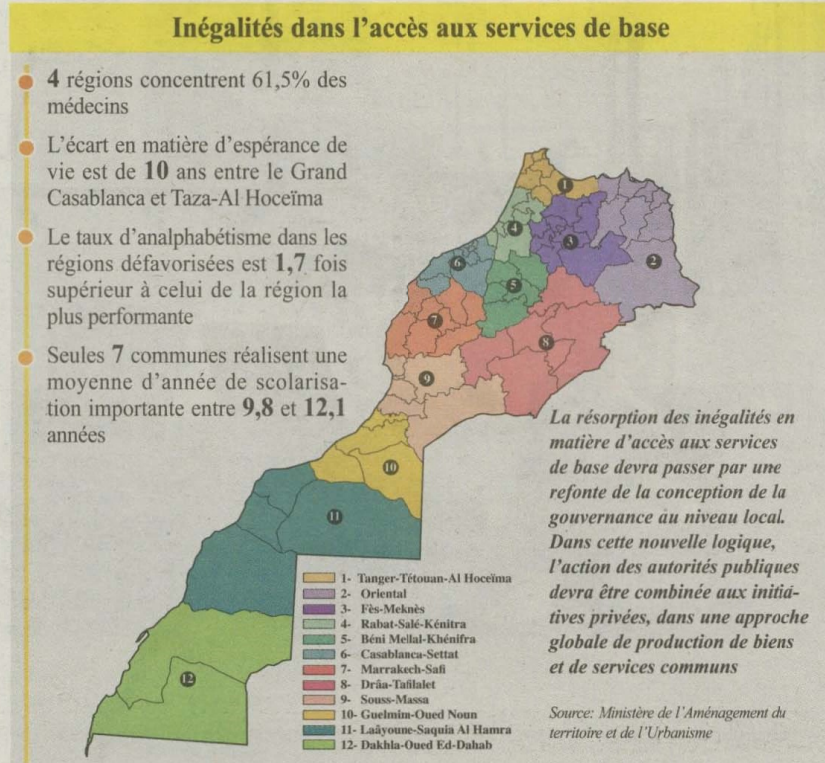 Inégalités dans l'accès aux services de base
4 régions concentrent 61,5% des
médecins
L'écart en matière d'espérance de
vie est de 10 ans entre le Grand
Casablanca et Taza-Al Hoceïma
Le taux d'analphabétisme dans les
régions défavorisées est 1,7 fois
supérieur à celui de la région la
plus performante
Seules 7 communes réalisent une
moyenne d'année de scolarisa-
tion importante entre 9,8 et 12,1
années
1
2
3
4
5
6
7
8
9
10
11
12
La résorption des inégalités en
matière d'accès aux services
de base devra passer par une
refonte de la conception de la
gouvernance au niveau local.
Dans cette nouvelle logique,
l'action des autorités publiques
devra être combinée aux initia-
tives privées, dans une approche
globale de production de biens
et de services communs
1- Tanger-Tétouan-Al Hoceïma
2- Oriental
3- Fès-Meknès
4- Rabat-Salé-Kénitra
5- Béni Mellal-Khénifra
6- Casablanca-Settat
7- Marrakech-Safi
8- Drâa-Tafilalet
9- Souss-Massa
10- Guelmim-Oued Noun
11- Laâyoune-Saquia Al Hamra
12- Dakhla-Oued Ed-Dahab
Source: Ministère de l'Aménagement du
territoire et de l'Urbanisme